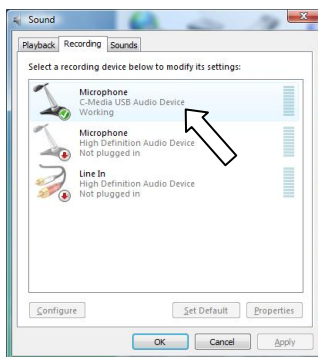 Sound
Playback Recording Sounds
Select a recording device below to modify its settings:
Microphone
C-Media USB Audio Device
Working
Microphone
High Definition Audio Device
Not plugged in
Line In
High Definition Audio Device
Not plugged in
Configure Set Default Properties
OK Cancel Apply